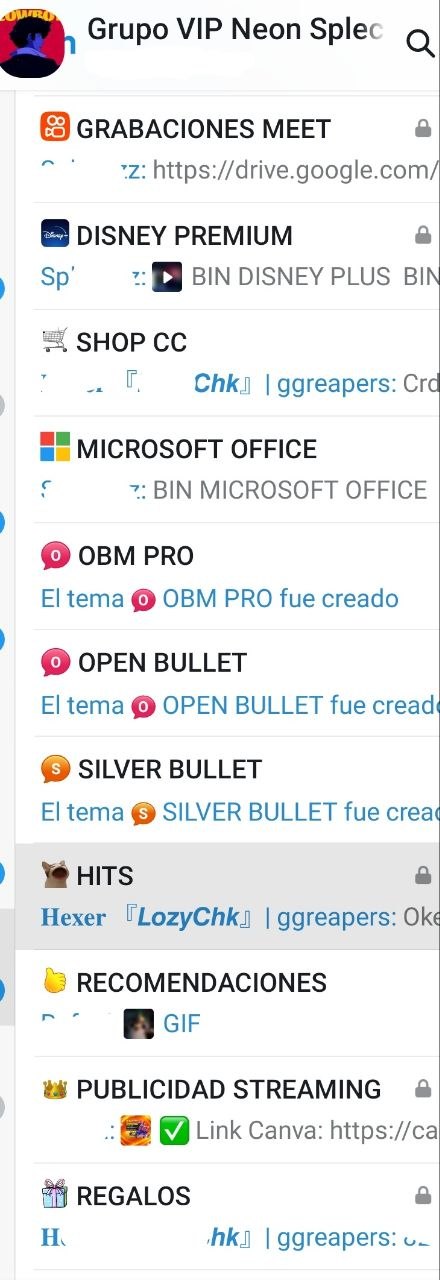 Grupo VIP Neon Splec
GRABACIONES MEET
zz: https://drive.google.com/
DISNEY PREMIUM
Sp z: BIN DISNEY PLUS BIN
SHOP CC
Chk』 | ggreapers: Crd
MICROSOFT OFFICE
z: BIN MICROSOFT OFFICE
OBM PRO
El tema O OBM PRO fue creado
OPEN BULLET
El tema O OPEN BULLET fue creado
SILVER BULLET
El tema S SILVER BULLET fue crea
HITS
Hexer 『LozyChk』 | ggreapers: Oke
RECOMENDACIONES
GIF
PUBLICIDAD STREAMING
.: ✅ Link Canva: https://ca
REGALOS
hk』 | ggreapers: